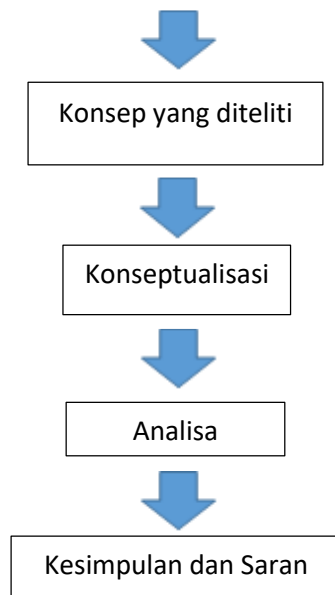 Konsep yang diteliti
Konseptualisasi
Analisa
Kesimpulan dan Saran